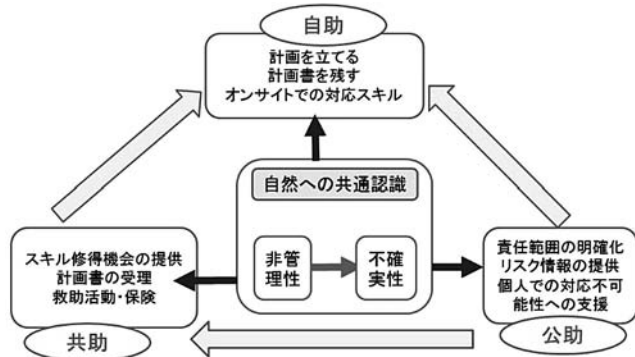 自助
計画を立てる
計画書を残す
オンサイトでの対応スキル
自然への共通認識
非管
理性
不確
実性
スキル修得機会の提供
計画書の受理
救助活動・保険
共助
責任範囲の明確化
リスク情報の提供
個人での対応不可
能性への支援
公助